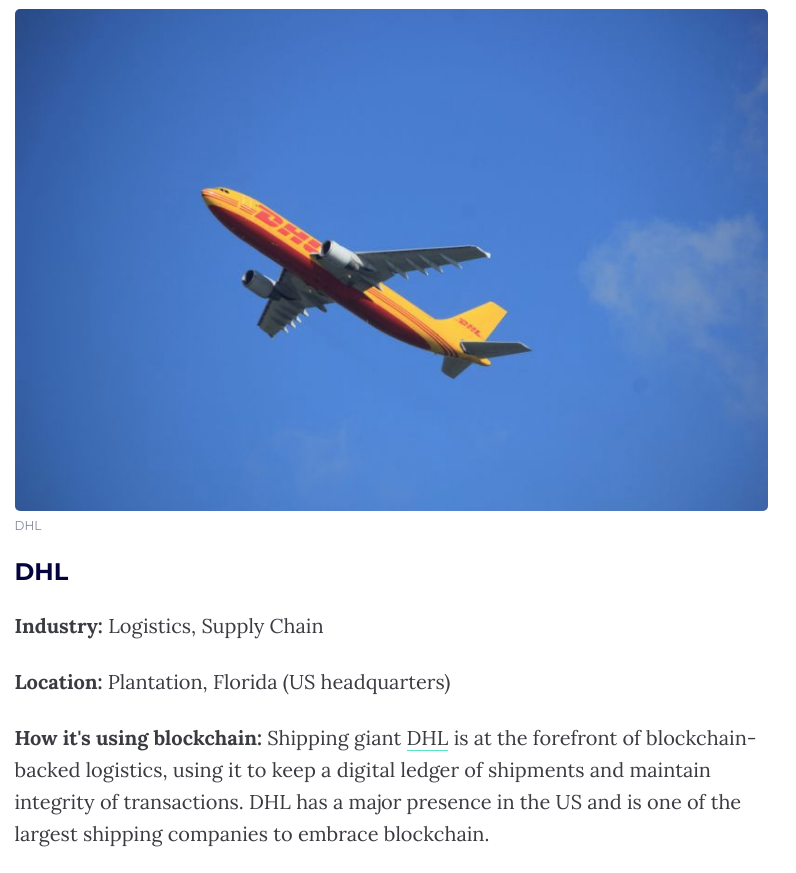 DHL
DHL
DHL
DHL
Industry: Logistics, Supply Chain
Location: Plantation, Florida (US headquarters)
How it's using blockchain: Shipping giant DHL is at the forefront of blockchain-
backed logistics, using it to keep a digital ledger of shipments and maintain
integrity of transactions. DHL has a major presence in the US and is one of the
largest shipping companies to embrace blockchain.